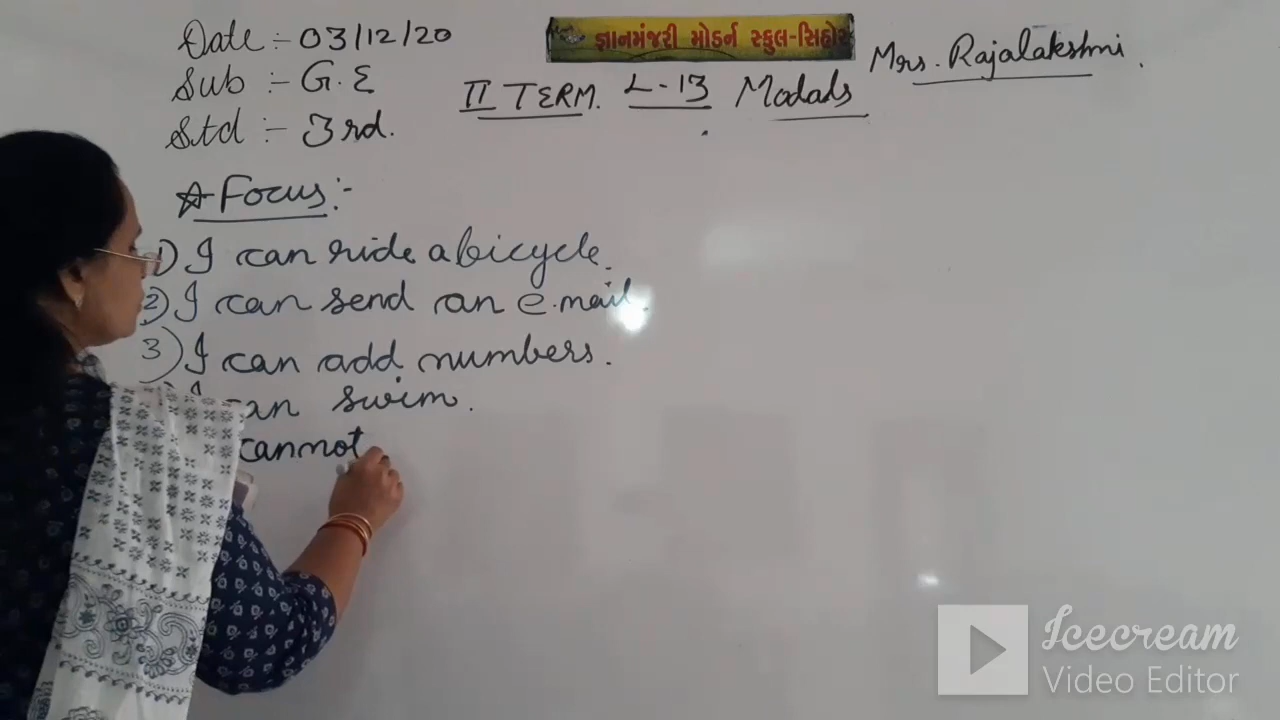 Date :- 03/12/20
Sub :- G.E
Std :- 3rd.
જ્ઞાનમંજરી મોડર્ન સ્કુલ-સિહોર
Mrs. Rajalakshmi.
II TERM. L-13 Modals
☆ Focus :-
1) I can ride a bicycle.
2) I can send an e.mail.
3) I can add numbers.
can swim.
cannot
Icecream
Video Editor